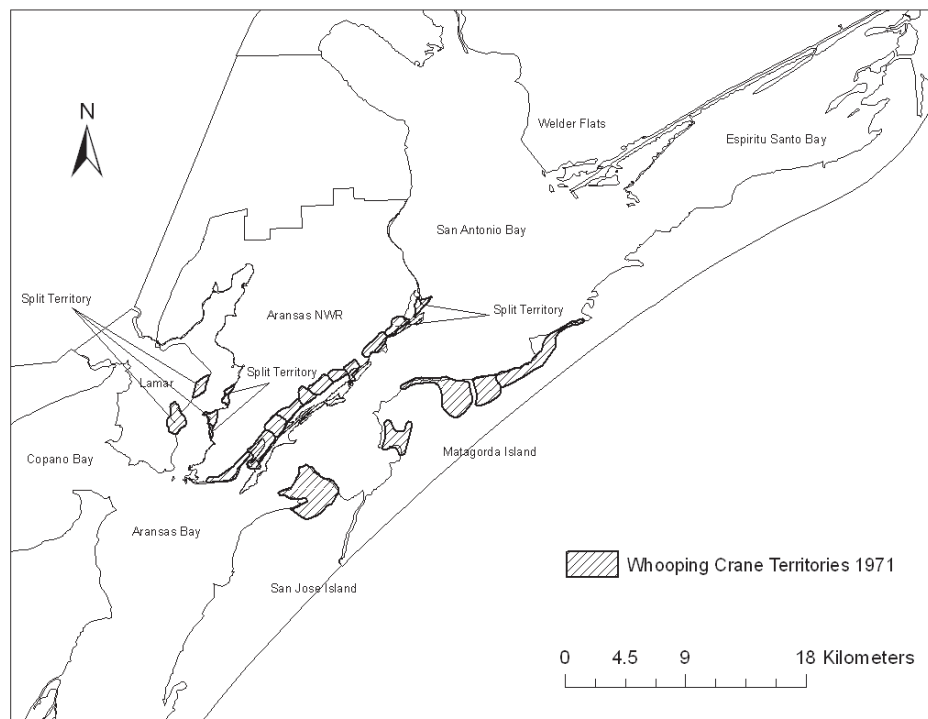 N
Welder Flats
Espiritu Santo Bay
San Antonio Bay
Split Territory
Aransas NWR
Split Territory
Split Territory
Lamar
Copano Bay
Matagorda Island
Aransas Bay
San Jose Island
Whooping Crane Territories 1971
0 4.5 9 18 Kilometers